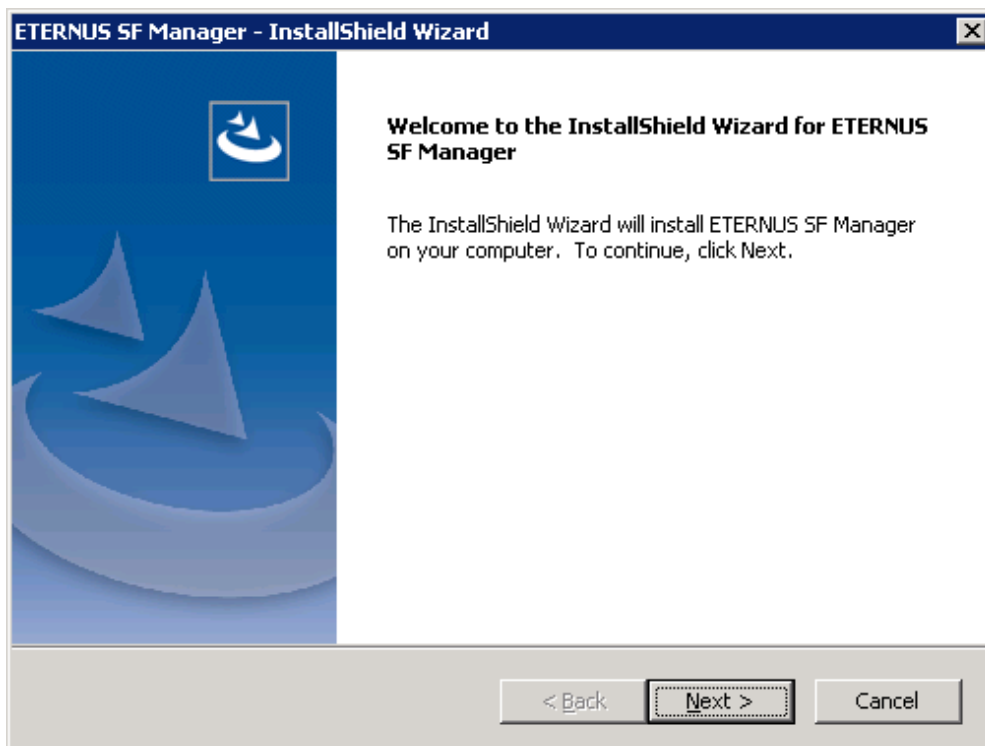 ETERNUS SF Manager - InstallShield Wizard
Welcome to the InstallShield Wizard for ETERNUS
SF Manager
The InstallShield Wizard will install ETERNUS SF Manager
on your computer.  To continue, click Next.
< Back
Next >
Cancel